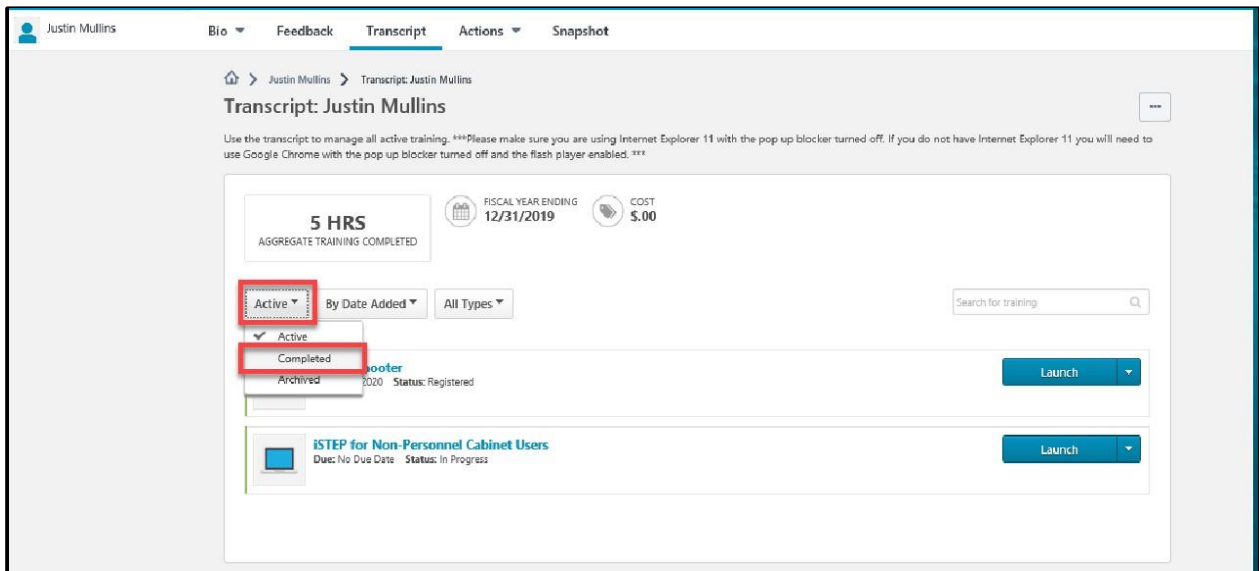 Justin Mullins
Bio Feedback Transcript Actions Snapshot
Justin Mullins Transcript: Justin Mullins
Transcript: Justin Mullins
Use the transcript to manage all active training. ***Please make sure you are using Internet Explorer 11 with the pop up blocker turned off. If you do not have Internet Explorer 11 you will need to
use Google Chrome with the pop up blocker turned off and the flash player enabled. ***
5 HRS
AGGREGATE TRAINING COMPLETED
FISCAL YEAR ENDING
12/31/2019
COST
$.00
Active By Date Added All Types Search for training
Active
Completed
Archived
ooter
2020 Status: Registered
Launch
iSTEP for Non-Personnel Cabinet Users
Due: No Due Date Status: In Progress
Launch